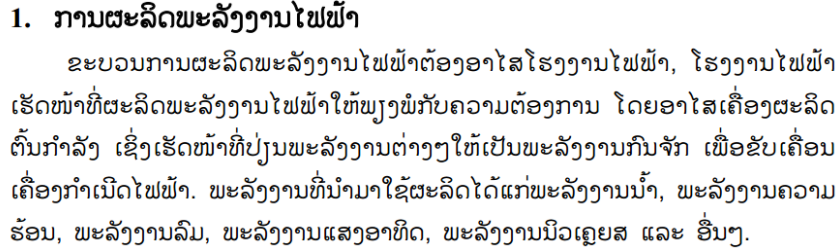 1. ການຜະລິດພະລັງງານໄຟຟ້າ
ຂະບວນການຜະລິດພະລັງງານໄຟຟ້າຕ້ອງອາໄສໂຮງງານໄຟຟ້າ, ໂຮງງານໄຟຟ້າ
ເຮັດໜ້າທີ່ຜະລິດພະລັງງານໄຟຟ້າໃຫ້ພຽງພໍກັບຄວາມຕ້ອງການ ໂດຍອາໄສເຄື່ອງຜະລິດ
ຕົ້ນກຳລັງ ເຊິ່ງເຮັດໜ້າທີ່ປ່ຽນພະລັງງານຕ່າງໆໃຫ້ເປັນພະລັງງານກົນຈັກ ເພື່ອຂັບເຄື່ອນ
ເຄື່ອງກຳເນີດໄຟຟ້າ. ພະລັງງານທີ່ນຳມາໃຊ້ຜະລິດໄດ້ແກ່ພະລັງງານນ້ຳ, ພະລັງງານຄວາມ
ຮ້ອນ, ພະລັງງານລົມ, ພະລັງງານແສງອາທິດ, ພະລັງງານນິວເຄຼຍສ ແລະ ອື່ນໆ.